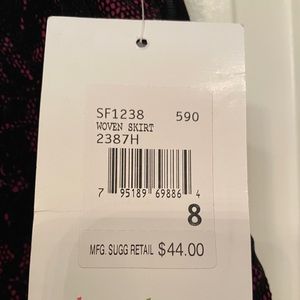 SF1238 590
WOVEN SKIRT
2387H
7 95189 69886 4
8
MFG. SUGG RETAIL $44.00